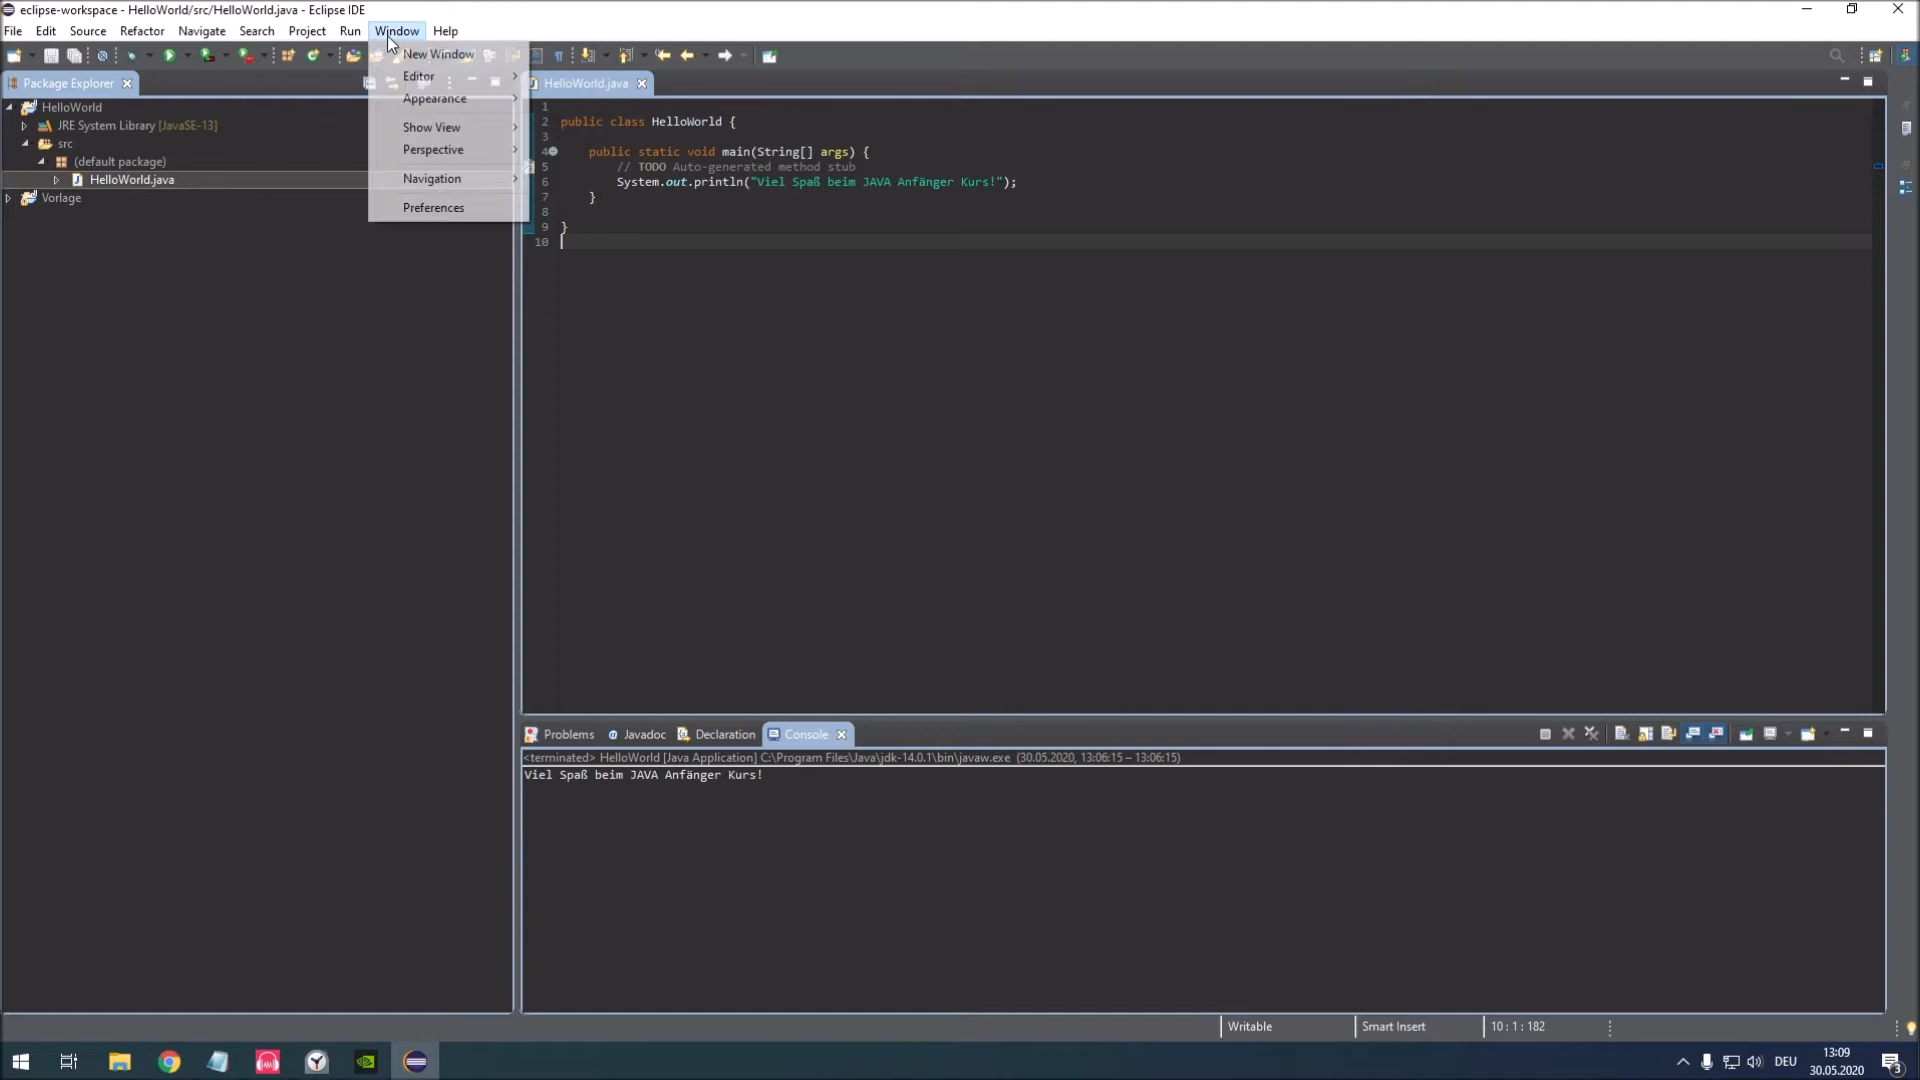 eclipse-workspace - HelloWorld/src/HelloWorld.java - Eclipse IDE
File Edit Source Refactor Navigate Search Project Run Window Help
New Window
Editor
Appearance
Show View
Perspective
Navigation
Preferences
Package Explorer
HelloWorld
JRE System Library [JavaSE-13]
src
(default package)
HelloWorld.java
Vorlage
HelloWorld.java
1
2 public class HelloWorld {
3
4 public static void main(String[] args) {
5 // TODO Auto-generated method stub
6 System.out.println("Viel Spaß beim JAVA Anfänger Kurs!");
7 }
8
9 }
10
Problems Javadoc Declaration Console
<terminated> HelloWorld [Java Application] C:\Program Files\Java\jdk-14.0.1\bin\javaw.exe (30.05.2020, 13:06:15 – 13:06:15)
Viel Spaß beim JAVA Anfänger Kurs!
Writable Smart Insert 10 : 1 : 182
DEU 13:09
30.05.2020
3